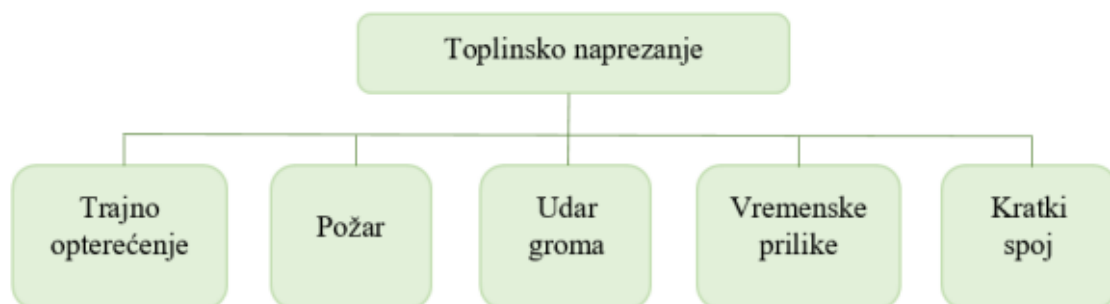 Toplinsko naprezanje
Trajno
opterećenje
Požar
Udar
groma
Vremenske
prilike
Kratki
spoj